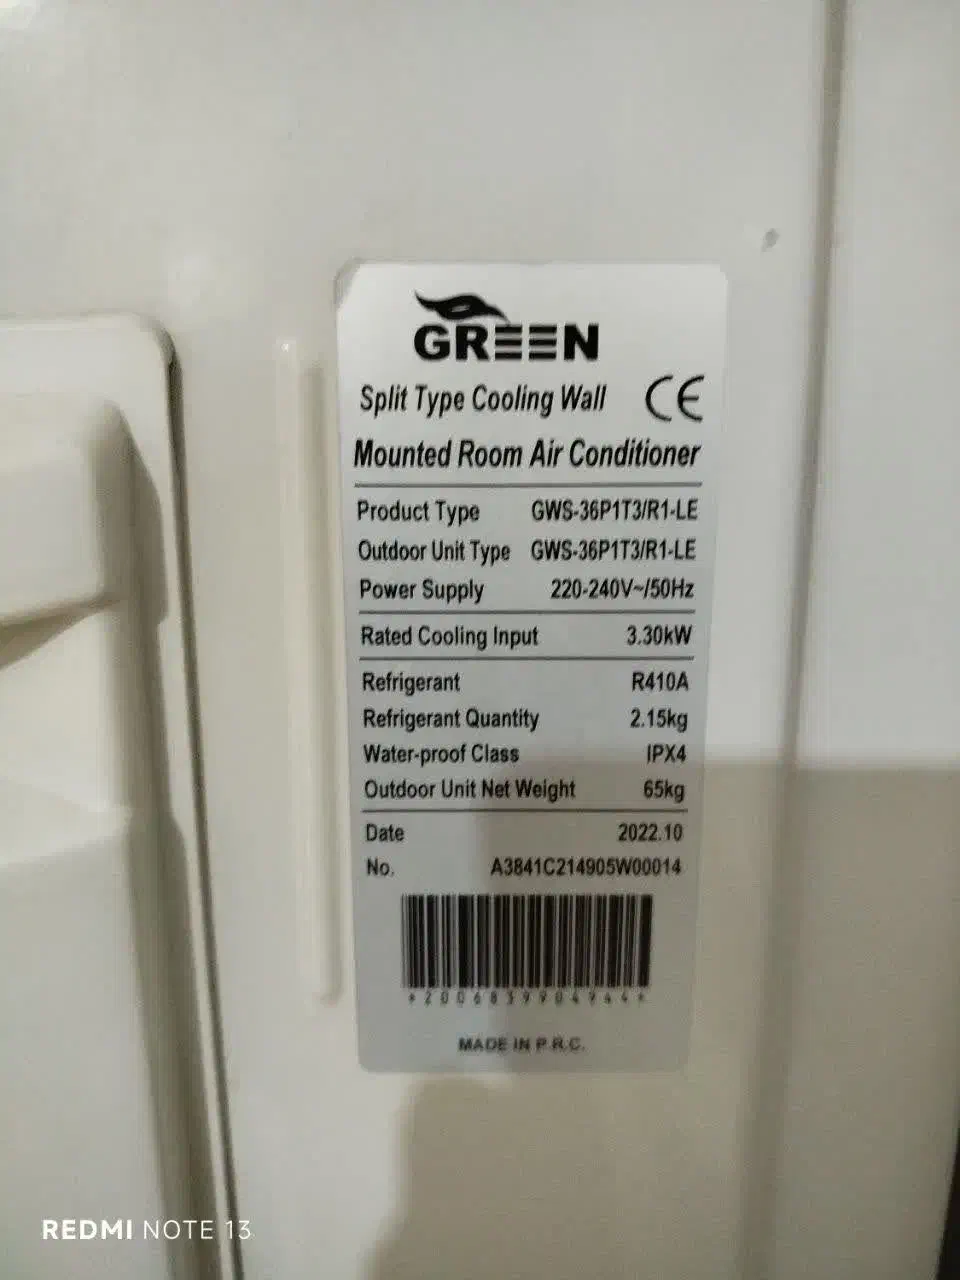 GREEN
Split Type Cooling Wall CE
Mounted Room Air Conditioner
Product Type GWS-36P1T3/R1-LE
Outdoor Unit Type GWS-36P1T3/R1-LE
Power Supply 220-240V~/50Hz
Rated Cooling Input 3.30kW
Refrigerant R410A
Refrigerant Quantity 2.15kg
Water-proof Class IPX4
Outdoor Unit Net Weight 65kg
Date 2022.10
No. A3841C214905W00014
MADE IN P.R.C.
REDMI NOTE 13